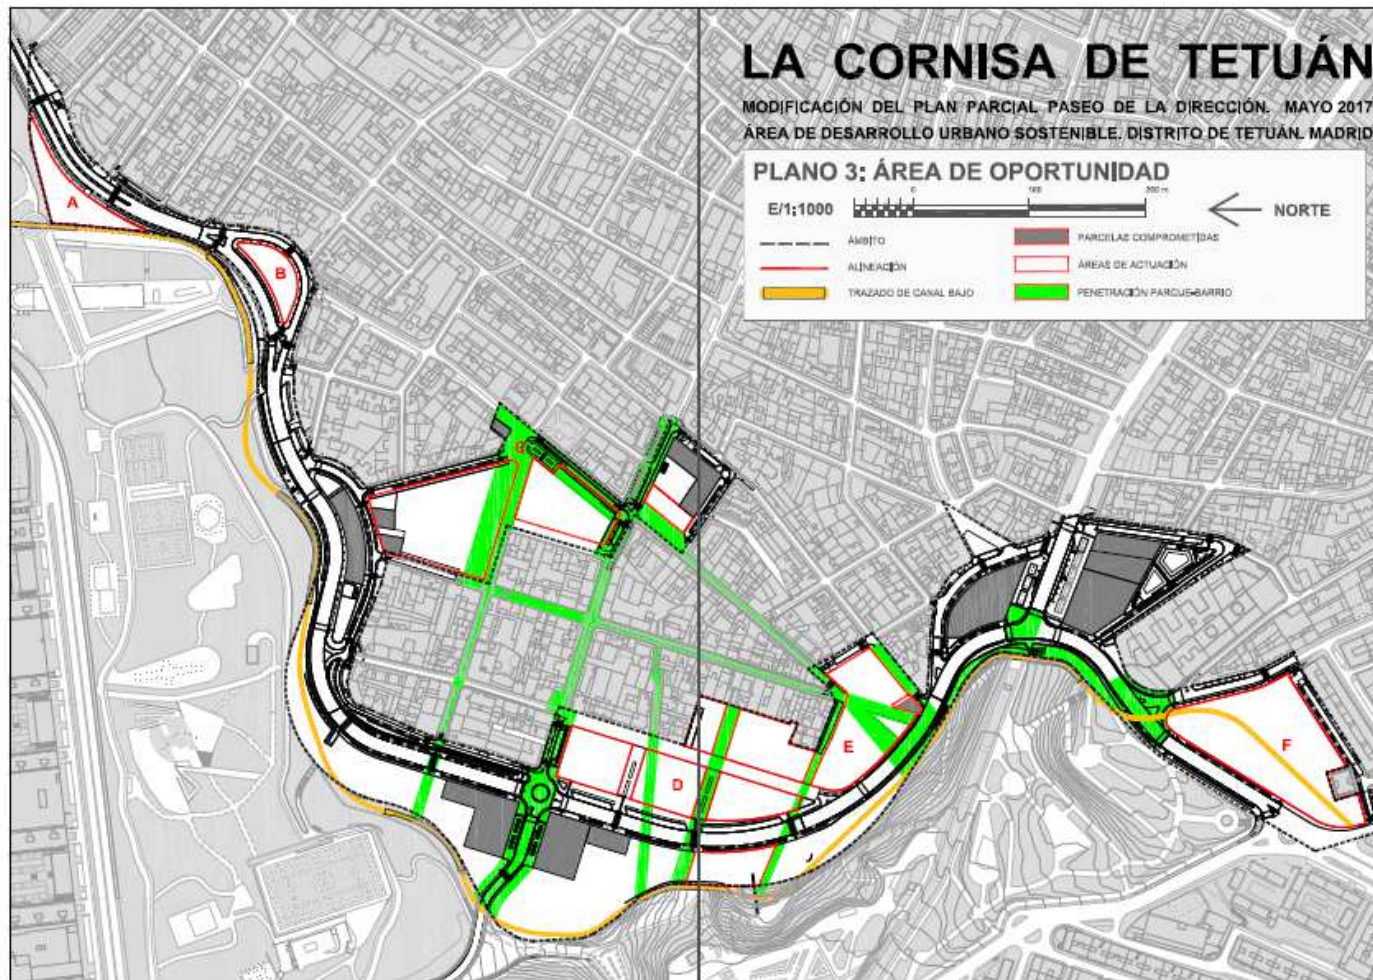 LA CORNISA DE TETUÁN
MODIFICACIÓN DEL PLAN PARCIAL PASEO DE LA DIRECCIÓN. MAYO 2017
ÁREA DE DESARROLLO URBANO SOSTENIBLE. DISTRITO DE TETUÁN. MADRID
PLANO 3: ÁREA DE OPORTUNIDAD
0 100 200 m
E/1:1000
NORTE
ÁMBITO
PARCELAS COMPROMETIDAS
ALINEACIÓN
ÁREAS DE ACTUACIÓN
TRAZADO DE CANAL BAJO
PENETRACIÓN PARQUE-BARRIO
A
B
C
D
E
F